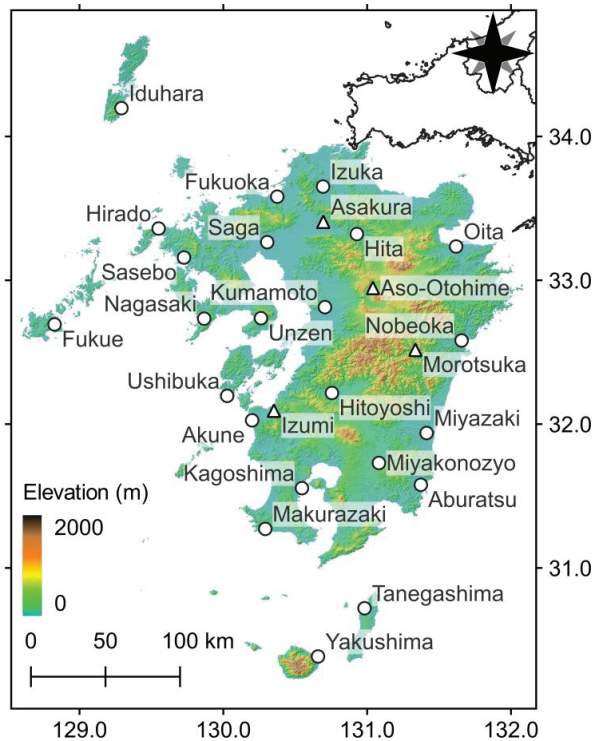 Iduhara
34.0
Izuka
Fukuoka
Asakura
Hirado
Saga
Oita
Hita
Sasebo
33.0
Aso-Otohime
Kumamoto
Nagasaki
Nobeoka
Fukue
Unzen
Morotsuka
Ushibuka
Hitoyoshi
Miyazaki
Izumi
32.0
Akune
Kagoshima
Miyakonozyo
Elevation (m)
Aburatsu
2000
Makurazaki
0
31.0
Tanegashima
0 50 100 km
Yakushima
129.0 130.0 131.0 132.0